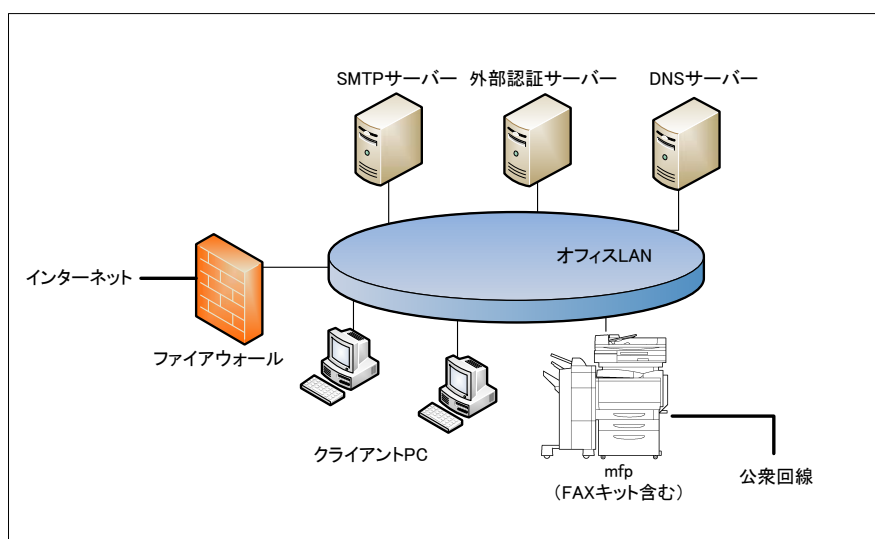 SMTPサーバー
外部認証サーバー
DNSサーバー
オフィスLAN
インターネット
ファイアウォール
クライアントPC
mfp
(FAXキット含む)
公衆回線